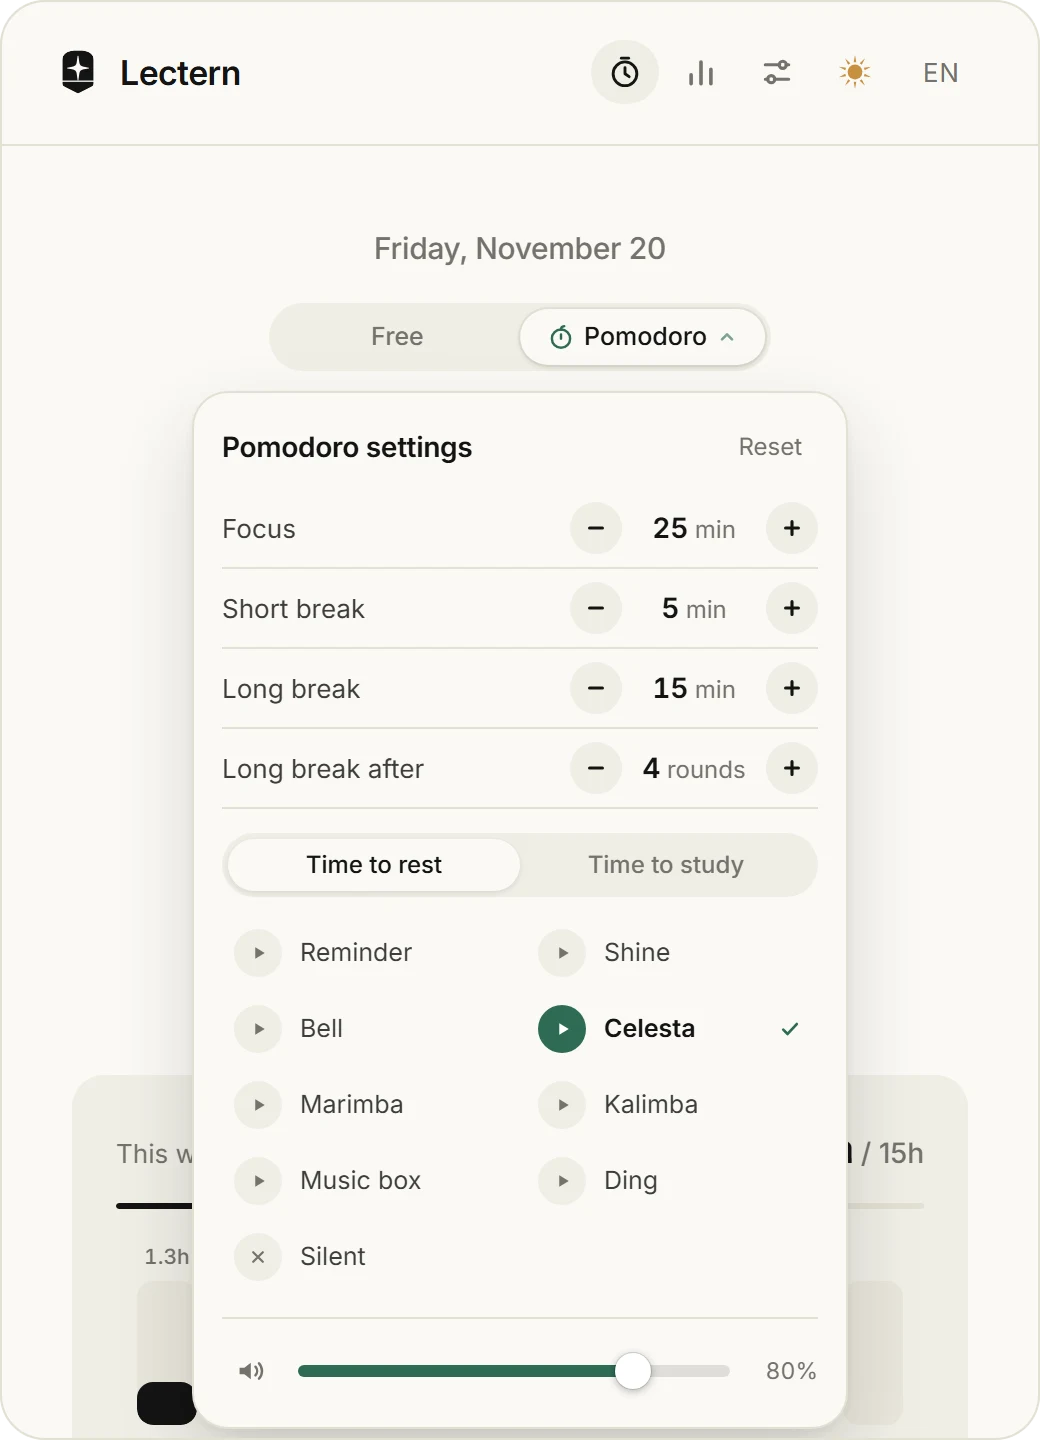 Lectern
EN
Friday, November 20
Free
Pomodoro
Pomodoro settings
Reset
Focus
25 min
Short break
5 min
Long break
15 min
Long break after
4 rounds
Time to rest
Time to study
Reminder
Shine
Bell
Celesta
Marimba
Kalimba
This
/ 15h
Music box
Ding
1.3h
Silent
80%